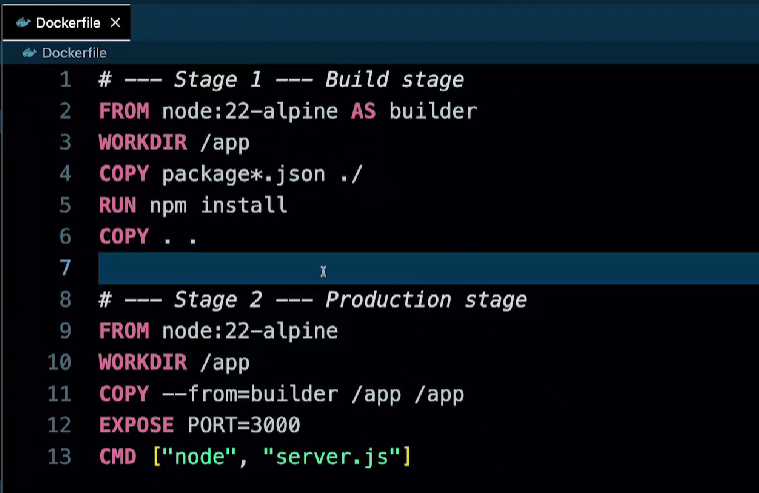 Dockerfile ×
Dockerfile
1 # --- Stage 1 --- Build stage
2 FROM node:22-alpine AS builder
3 WORKDIR /app
4 COPY package*.json ./
5 RUN npm install
6 COPY . .
7
8 # --- Stage 2 --- Production stage
9 FROM node:22-alpine
10 WORKDIR /app
11 COPY --from=builder /app /app
12 EXPOSE PORT=3000
13 CMD ["node", "server.js"]